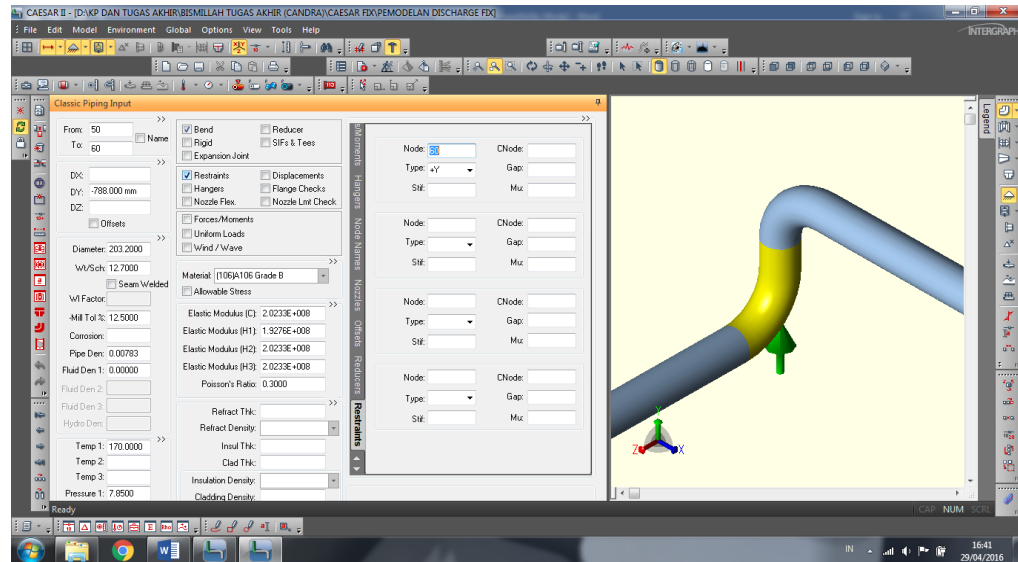 CAESAR II - [D:\KP DAN TUGAS AKHIR\BISMILLAH TUGAS AKHIR (CANDRA)\CAESAR FIX\PEMODELAN DISCHARGE FIX]
File Edit Model Environment Global Options View Tools Help
INTERGRAPH
Classic Piping Input
>>
>>
From: 50
Name
To: 60
>>
DX:
DY: -788.000 mm
DZ:
Offsets
>>
Diameter: 203.2000
Wt/Sch: 12.7000
Seam Welded
WI Factor:
-Mill Tol %: 12.5000
Corrosion:
Pipe Den: 0.00783
Fluid Den 1: 0.00000
Fluid Den 2:
Fluid Den 3:
Hydro Den:
>>
Temp 1: 170.0000
Temp 2:
Temp 3:
Pressure 1: 7.8500
Bend
Reducer
Rigid
SIFs & Tees
Expansion Joint
Restraints
Displacements
Hangers
Flange Checks
Nozzle Flex.
Nozzle Lmt Check
Forces/Moments
Uniform Loads
Wind / Wave
>>
Material: (106)A106 Grade B
Allowable Stress
>>
Elastic Modulus (C): 2.0233E+008
Elastic Modulus (H1): 1.9276E+008
Elastic Modulus (H2): 2.0233E+008
Elastic Modulus (H3): 2.0233E+008
Poisson's Ratio: 0.3000
>>
Refract Thk:
Refract Density:
Insul Thk:
Clad Thk:
Insulation Density:
Cladding Density:
Hangers
Node Names
Nozzles
Offsets
Reducers
Restraints
Node: 60 CNode:
Type: +Y Gap:
Stif: Mu:
Node: CNode:
Type: Gap:
Stif: Mu:
Node: CNode:
Type: Gap:
Stif: Mu:
Node: CNode:
Type: Gap:
Stif: Mu:
Legend
Y
Z X
Ready
CAP NUM SCRL
IN
16:41
29/04/2016